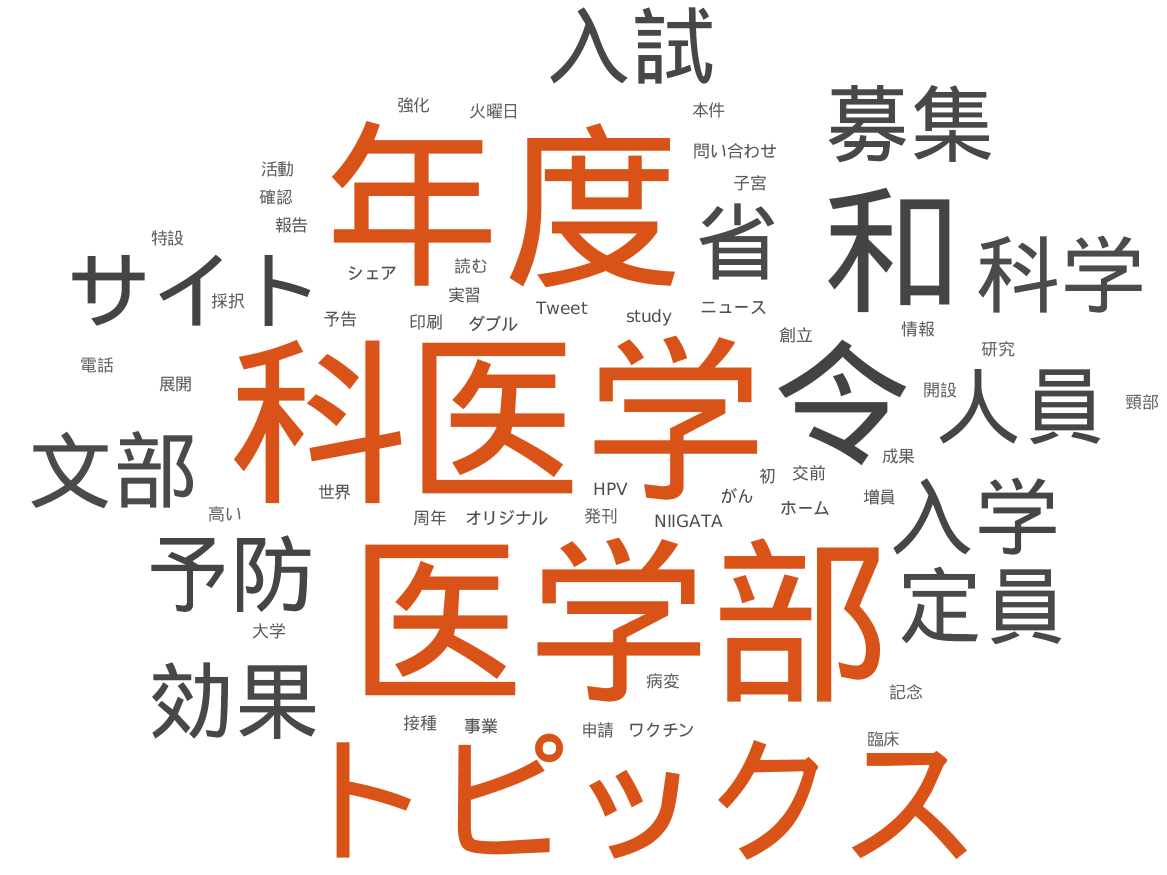 入試
強化 火曜日 本件 募集
年度 問い合わせ
活動 子宮
確認 和
報告 省
特設 科学
サイト シェア 読む
採択 実習
予告 印刷 ダブル Tweet study ニュース
創立 情報
電話 研究
展開 科医学 令 開設 人員 頸部
文部 成果
世界 HPV がん 初 交前 増員
高い 周年 オリジナル 発刊 NIIGATA ホーム 入学
予防
大学 医学部 定員
効果 病変 記念
接種 事業 申請 ワクチン 臨床
トピックス